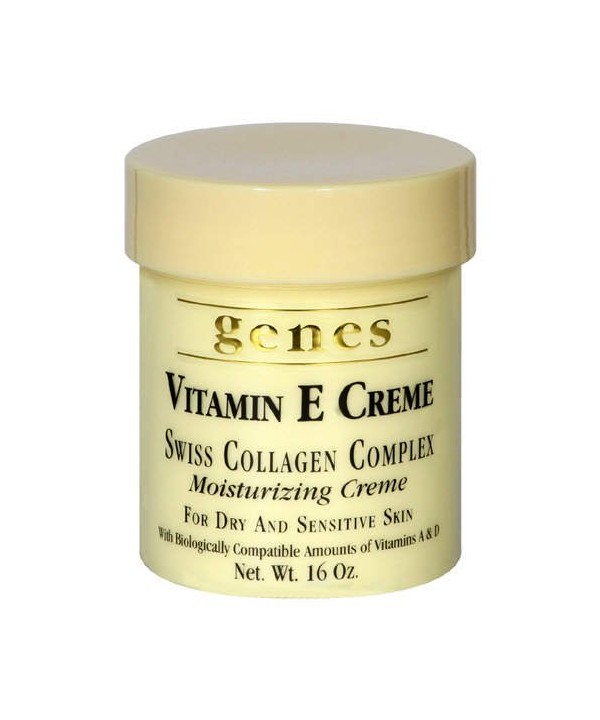 genes
VITAMIN E CREME
SWISS COLLAGEN COMPLEX
Moisturizing Creme
FOR DRY AND SENSITIVE SKIN
With Biologically Compatible Amounts of Vitamins A & D
Net. Wt. 16 Oz.